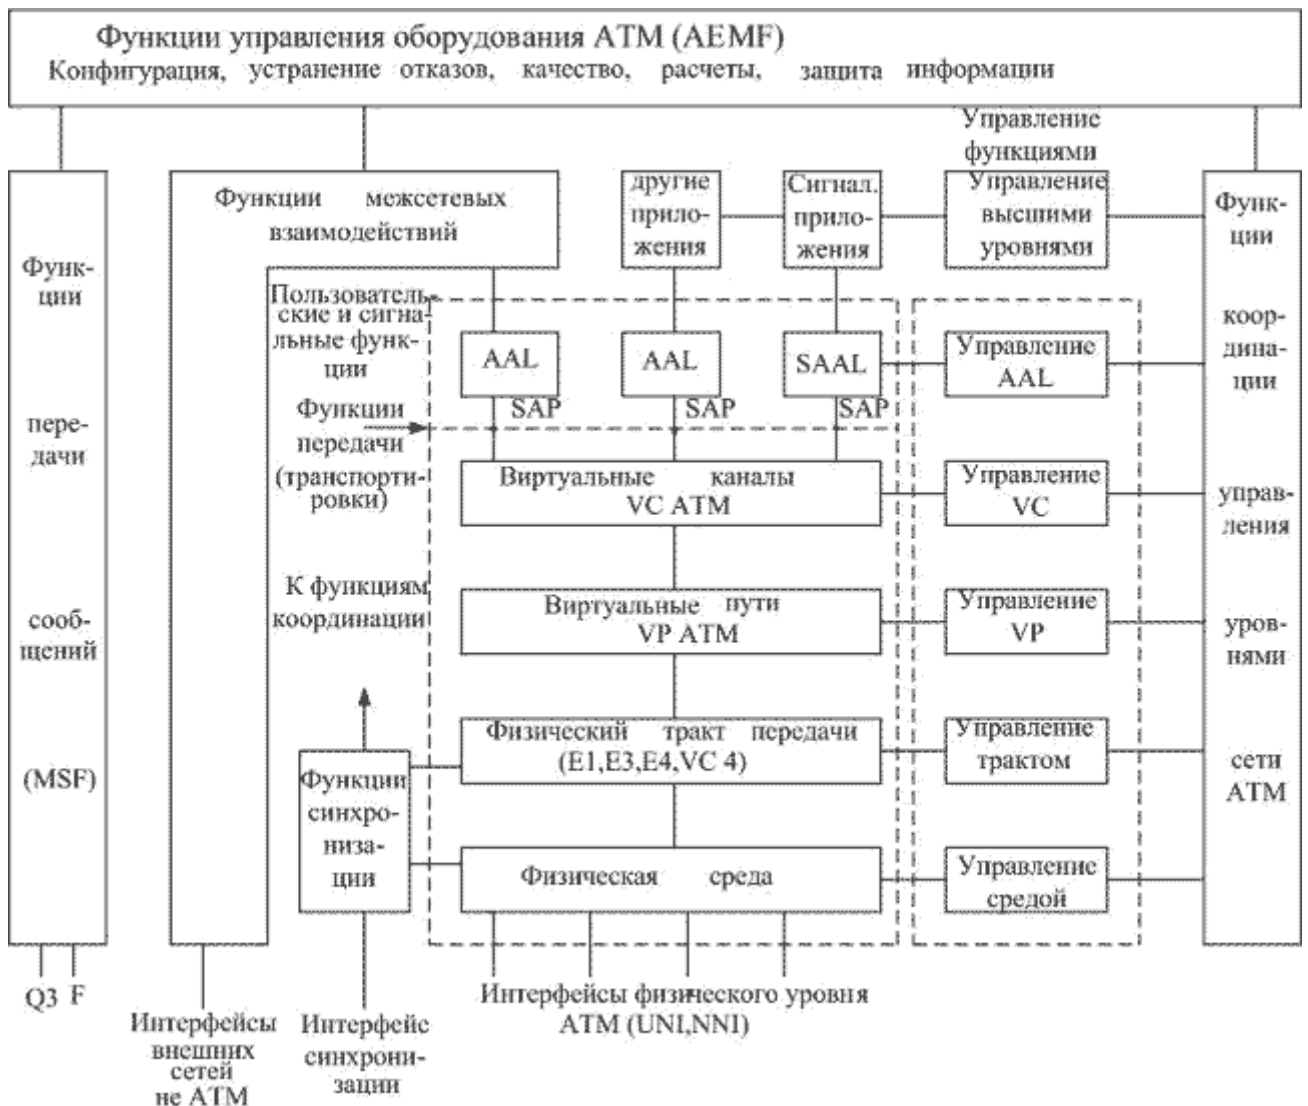 Функции управления оборудования ATM (AEMF)
Конфигурация, устранение отказов, качество, расчеты, защита информации
Управление
функциями
Функ-
ции
пере-
дачи
сооб-
щений
(MSF)
Q3 F
Функции межсетевых
взаимодействий
Интерфейсы
внешних
сетей
не ATM
другие
прило-
жения
Сигнал.
прило-
жения
Управление
высшими
уровнями
Пользователь-
ские и сигна-
льные функ-
ции
AAL
AAL
SAAL
Управление
AAL
SAP
SAP
SAP
Функции
передачи
(транспорти-
ровки)
Виртуальные каналы
VC ATM
Управление
VC
К функциям
координации
Виртуальные пути
VP ATM
Управление
VP
Физический тракт передачи
(E1,E3,E4,VC 4)
Управление
трактом
Функции
синхро-
низа-
ции
Физическая среда
Управление
средой
Интерфейс
синхрони-
зации
Интерфейсы физического уровня
ATM (UNI,NNI)
Функ-
ции
коор-
динa-
ции
управ-
ления
уров-
нями
сети
ATM